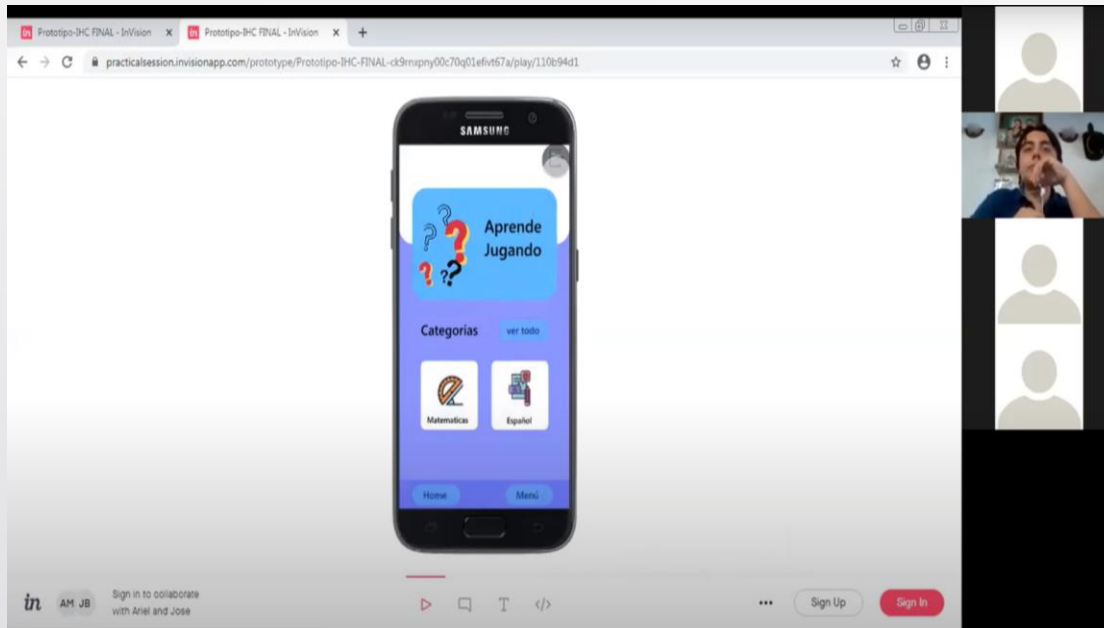 Prototipo-IHC FINAL - InVision
Prototipo-IHC FINAL - InVision
practicalsession.invisionapp.com/prototype/Prototipo-IHC-FINAL-ck9rnxpny00c70q01efivt67a/play/110b94d1
SAMSUNG
Aprende
Jugando
Categorias
ver todo
Matematicas
Español
Home
Menú
in
AM JB
Sign in to collaborate
with Ariel and Jose
T
</>
Sign Up
Sign In